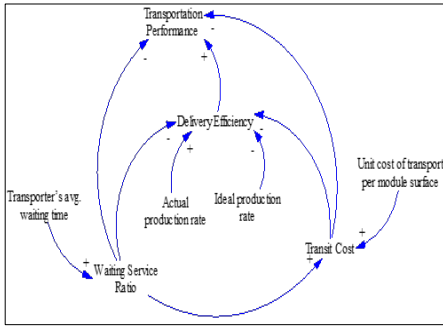 Transportation
Performance
-
-
+
Delivery Efficiency
-
-
+
-
Actual
production rate
Ideal production
rate
Unit cost of transport
per module surface
Transporter's avg.
waiting time
+
Waiting Service
Ratio
+
Transit Cost
+